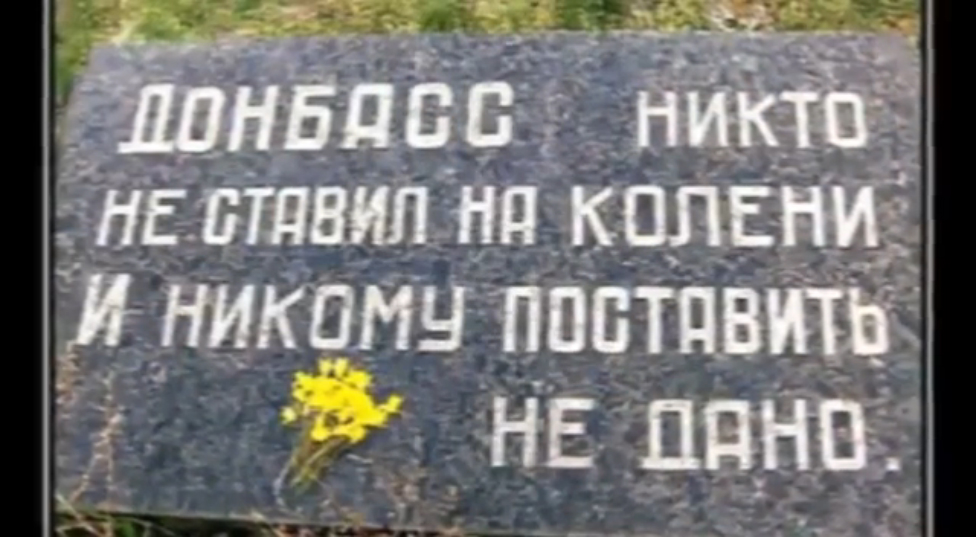 ДОНБАСС НИКТО
НЕ СТАВИЛ НА КОЛЕНИ
И НИКОМУ ПОСТАВИТЬ
НЕ ДАНО.